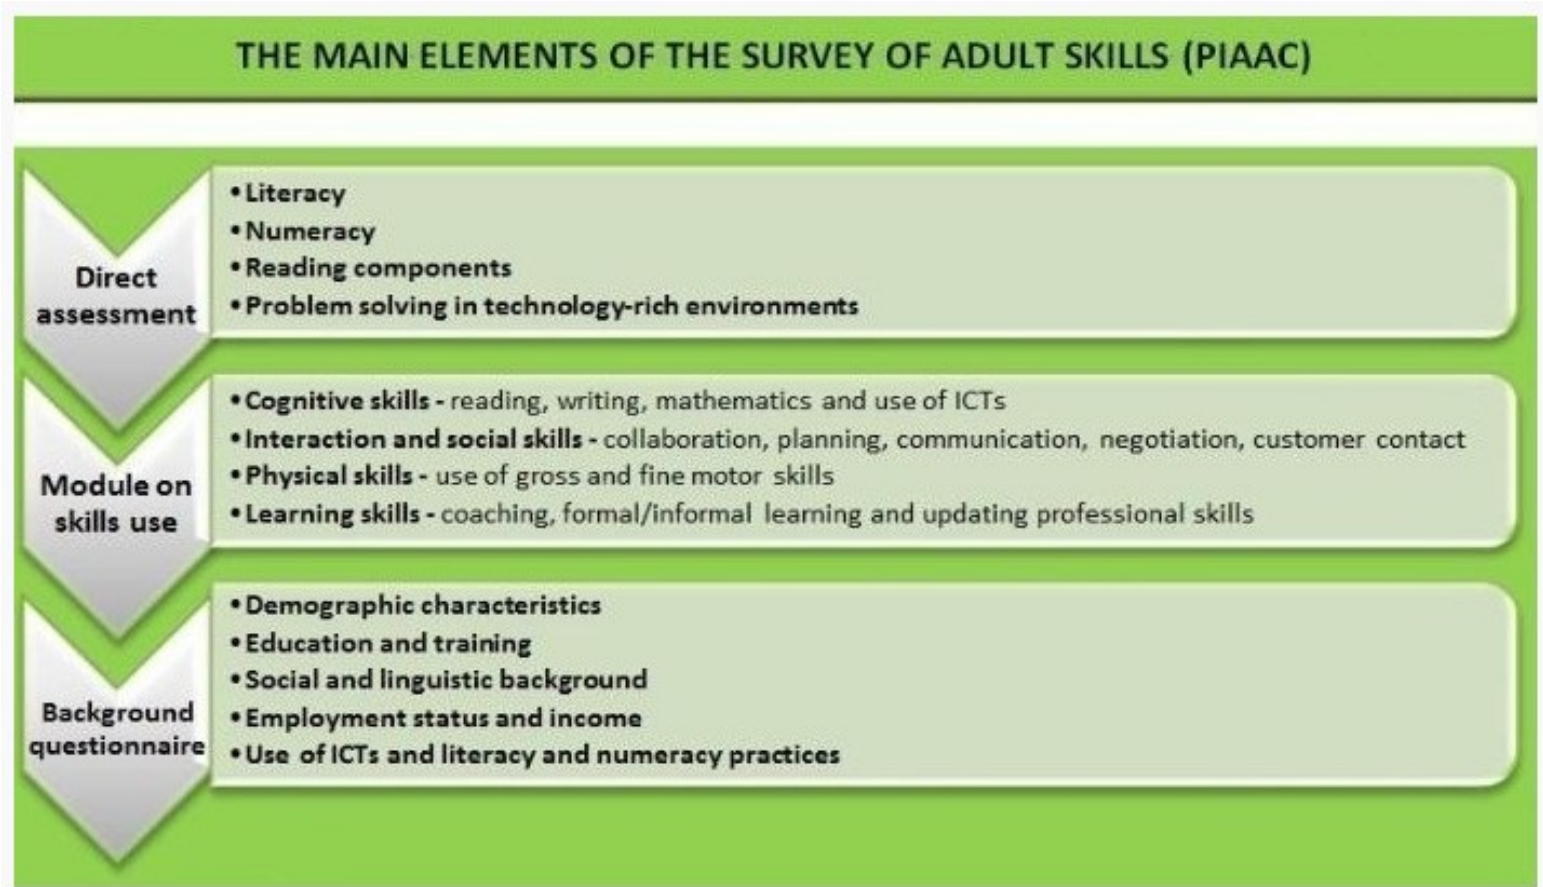 THE MAIN ELEMENTS OF THE SURVEY OF ADULT SKILLS (PIAAC)
Direct
assessment
• Literacy
• Numeracy
• Reading components
• Problem solving in technology-rich environments
Module on
skills use
• Cognitive skills - reading, writing, mathematics and use of ICTs
• Interaction and social skills - collaboration, planning, communication, negotiation, customer contact
• Physical skills - use of gross and fine motor skills
• Learning skills - coaching, formal/informal learning and updating professional skills
Background
questionnaire
• Demographic characteristics
• Education and training
• Social and linguistic background
• Employment status and income
• Use of ICTs and literacy and numeracy practices